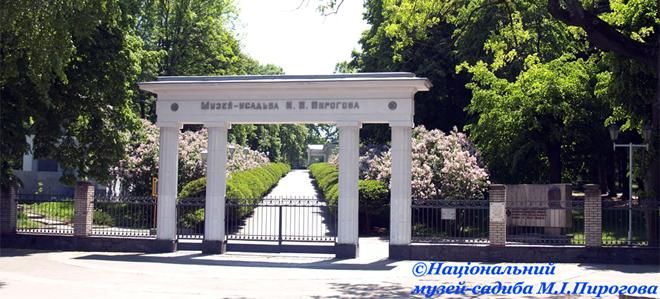 Музей-усадьба Н. И. Пирогова
©Національний
музей-садиба М.І.Пирогова